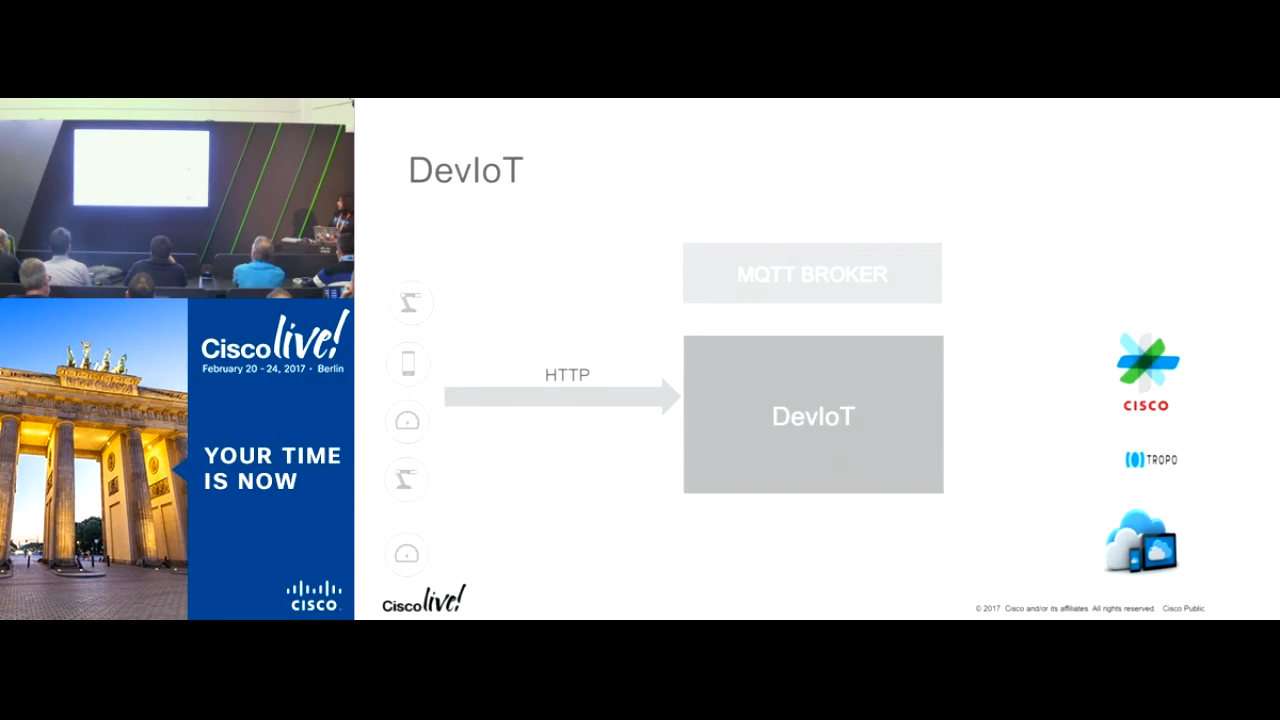 Cisco live!
February 20 - 24, 2017 • Berlin
YOUR TIME
IS NOW
CISCO
DevIoT
MQTT BROKER
HTTP
DevIoT
CISCO
TROPO
Cisco live!
© 2017 Cisco and/or its affiliates. All rights reserved. Cisco Public